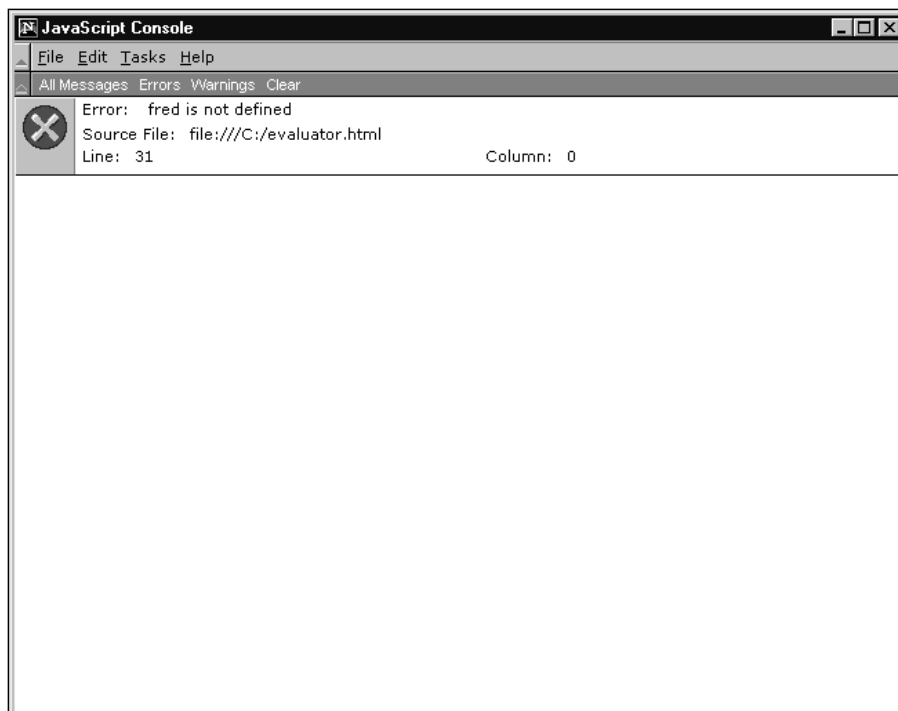 JavaScript Console
File Edit Tasks Help
All Messages Errors Warnings Clear
Error: fred is not defined
Source File: file:///C:/evaluator.html
Line: 31 Column: 0